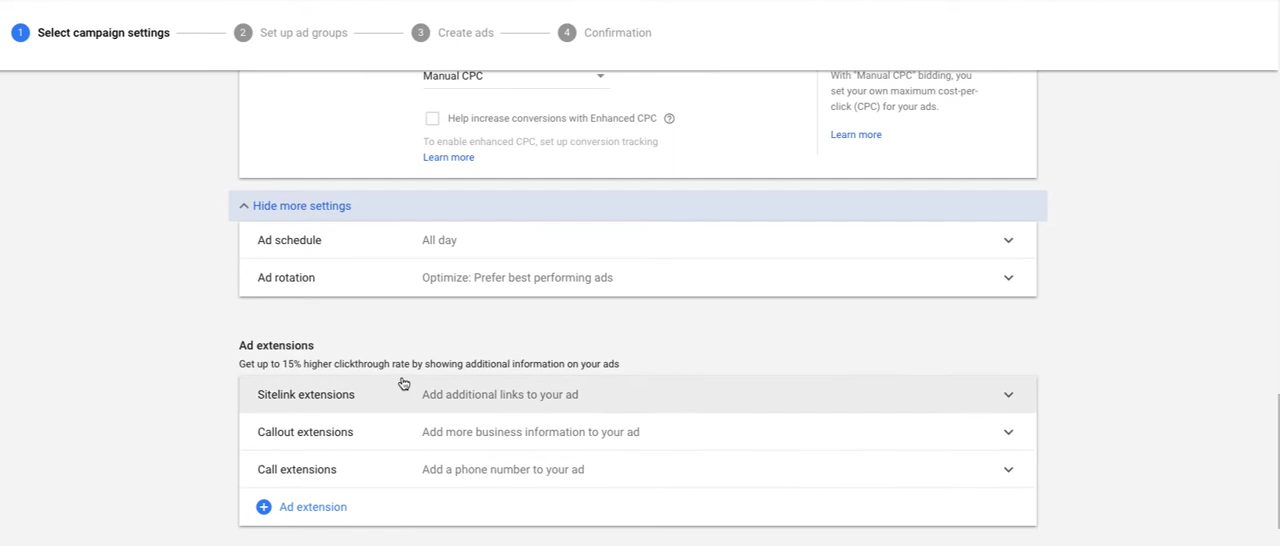 1 Select campaign settings 2 Set up ad groups 3 Create ads 4 Confirmation
Manual CPC
Help increase conversions with Enhanced CPC ?
To enable enhanced CPC, set up conversion tracking
Learn more
With "Manual CPC" bidding, you
set your own maximum cost-per-
click (CPC) for your ads.
Learn more
Hide more settings
Ad schedule All day
Ad rotation Optimize: Prefer best performing ads
Ad extensions
Get up to 15% higher clickthrough rate by showing additional information on your ads
Sitelink extensions Add additional links to your ad
Callout extensions Add more business information to your ad
Call extensions Add a phone number to your ad
+ Ad extension